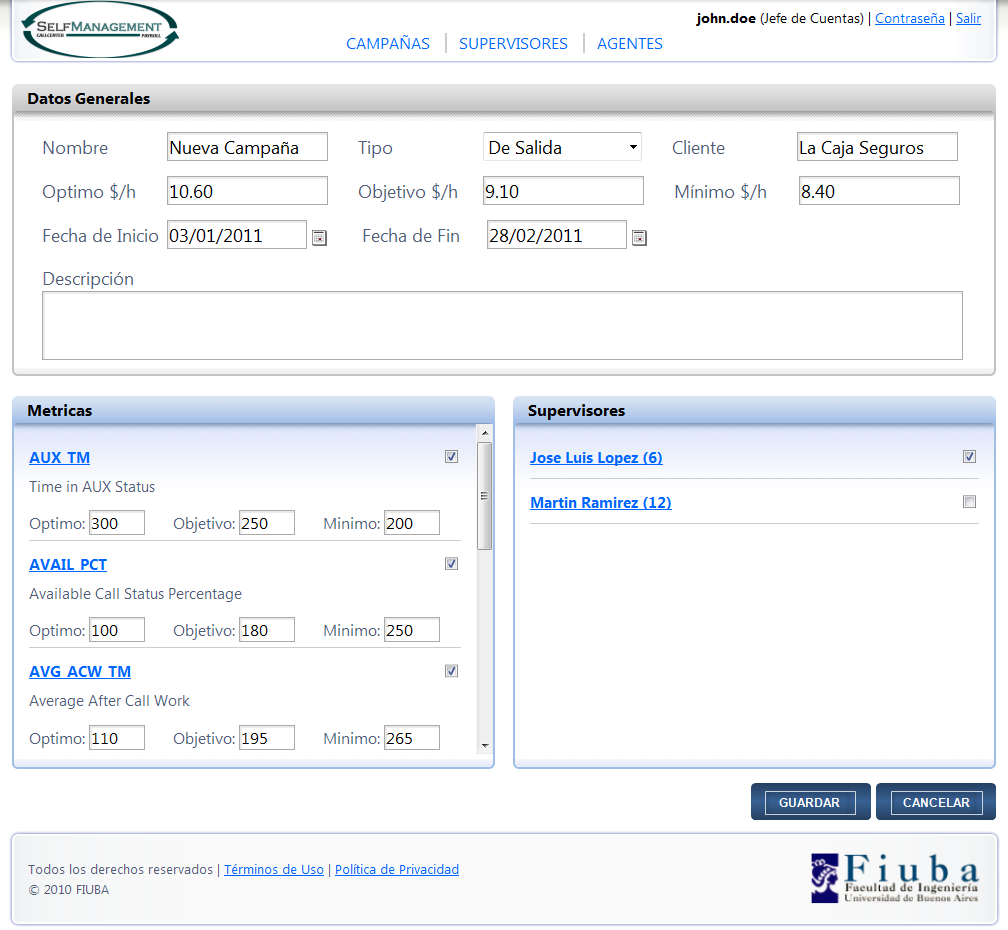 SELFMANAGEMENT
CALLCENTER PAYROLL
john.doe (Jefe de Cuentas) | Contraseña | Salir
CAMPAÑAS | SUPERVISORES | AGENTES
Datos Generales
Nombre Nueva Campaña Tipo De Salida Cliente La Caja Seguros
Optimo $/h 10.60 Objetivo $/h 9.10 Mínimo $/h 8.40
Fecha de Inicio 03/01/2011 Fecha de Fin 28/02/2011
Descripción
Metricas
AUX_TM
Time in AUX Status
Optimo: 300 Objetivo: 250 Minimo: 200
AVAIL_PCT
Available Call Status Percentage
Optimo: 100 Objetivo: 180 Minimo: 250
AVG_ACW_TM
Average After Call Work
Optimo: 110 Objetivo: 195 Minimo: 265
Supervisores
Jose Luis Lopez (6)
Martin Ramirez (12)
GUARDAR CANCELAR
Todos los derechos reservados | Términos de Uso | Política de Privacidad
© 2010 FIUBA
Fiuba
Facultad de Ingeniería
Universidad de Buenos Aires